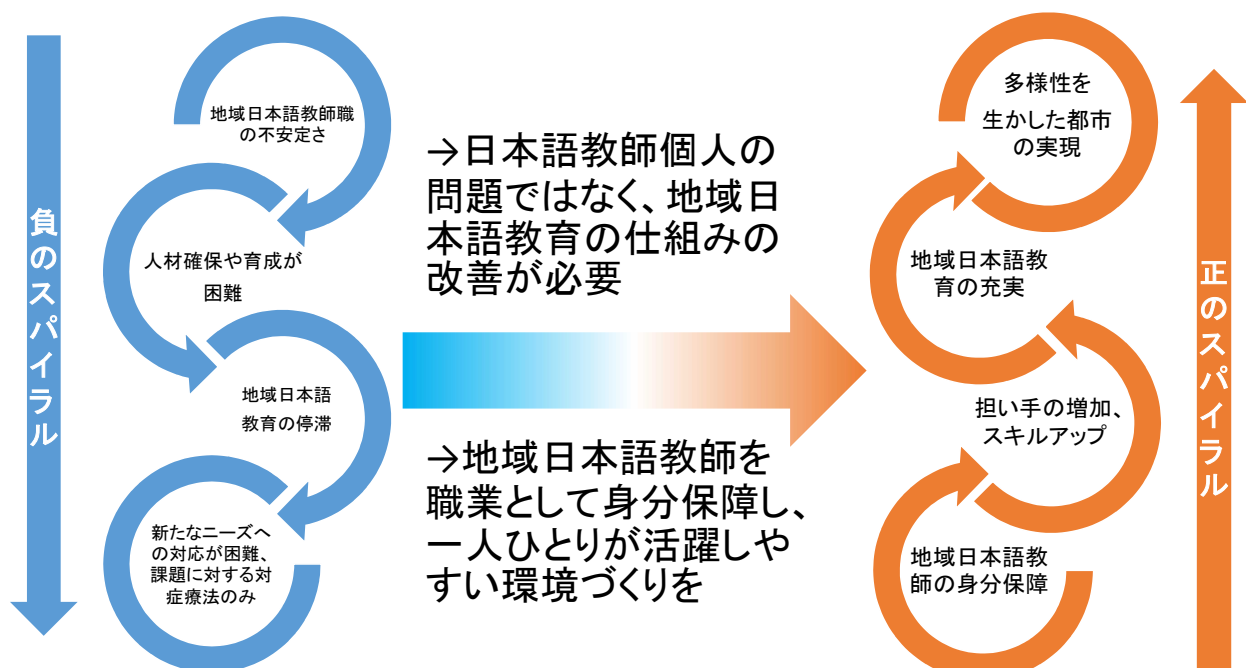 負のスパイラル
地域日本語教師職
の不安定さ
人材確保や育成が
困難
地域日本語
教育の停滞
新たなニーズへ
の対応が困難、
課題に対する対
症療法のみ
→日本語教師個人の
問題ではなく、地域日
本語教育の仕組みの
改善が必要
→地域日本語教師を
職業として身分保障し、
一人ひとりが活躍しや
すい環境づくりを
多様性を
生かした都市
の実現
地域日本語教
育の充実
担い手の増加、
スキルアップ
地域日本語教
師の身分保障
正のスパイラル